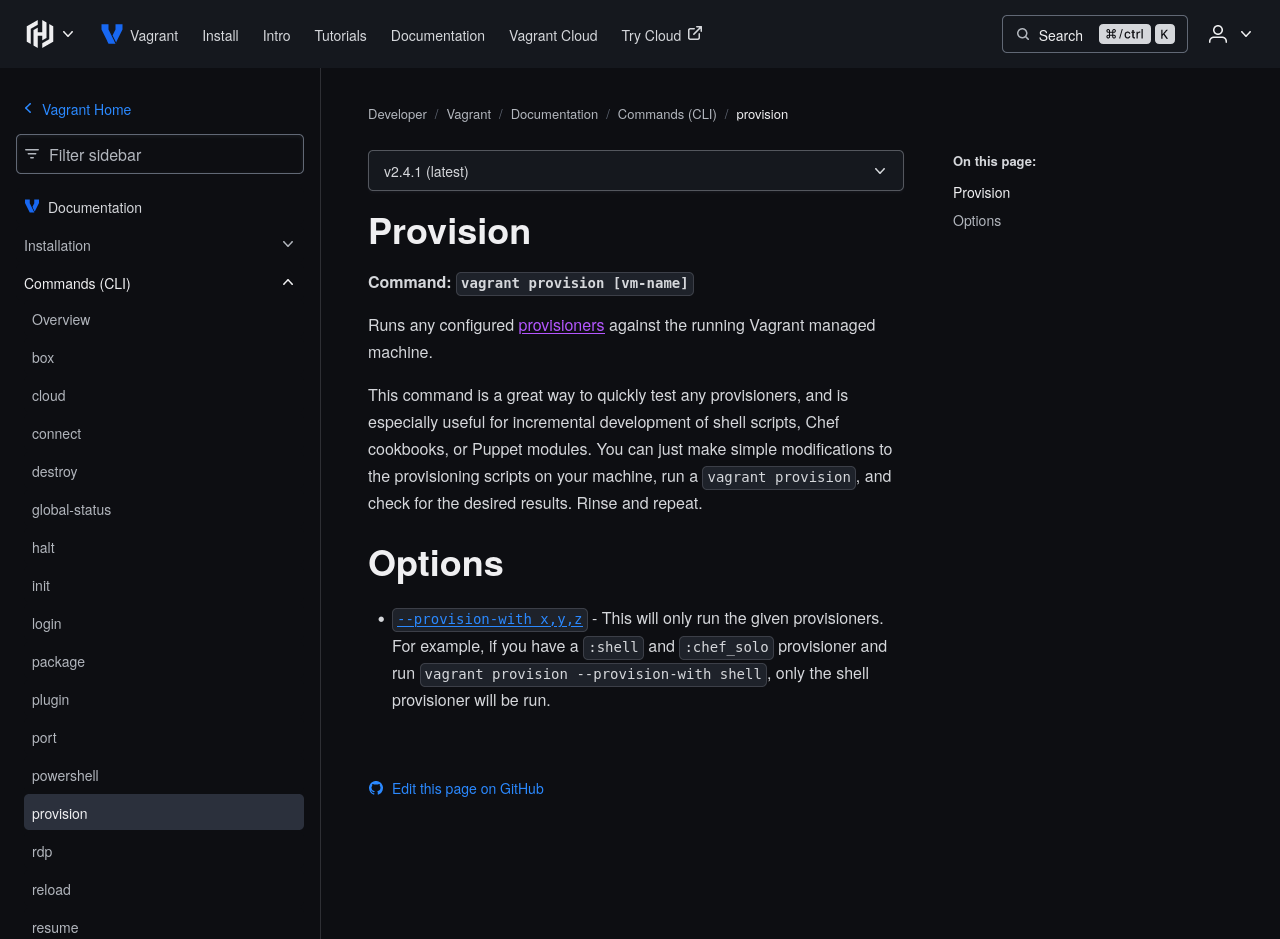 Vagrant Install Intro Tutorials Documentation Vagrant Cloud Try Cloud Search ⌘/ctrl K
Vagrant Home
Filter sidebar
Documentation
Installation
Commands (CLI)
Overview
box
cloud
connect
destroy
global-status
halt
init
login
package
plugin
port
powershell
provision
rdp
reload
resume
Developer / Vagrant / Documentation / Commands (CLI) / provision
v2.4.1 (latest)
Provision
Command: vagrant provision [vm-name]
Runs any configured provisioners against the running Vagrant managed
machine.
This command is a great way to quickly test any provisioners, and is
especially useful for incremental development of shell scripts, Chef
cookbooks, or Puppet modules. You can just make simple modifications to
the provisioning scripts on your machine, run a vagrant provision, and
check for the desired results. Rinse and repeat.
Options
• --provision-with x,y,z - This will only run the given provisioners.
For example, if you have a :shell and :chef_solo provisioner and
run vagrant provision --provision-with shell, only the shell
provisioner will be run.
Edit this page on GitHub
On this page:
Provision
Options